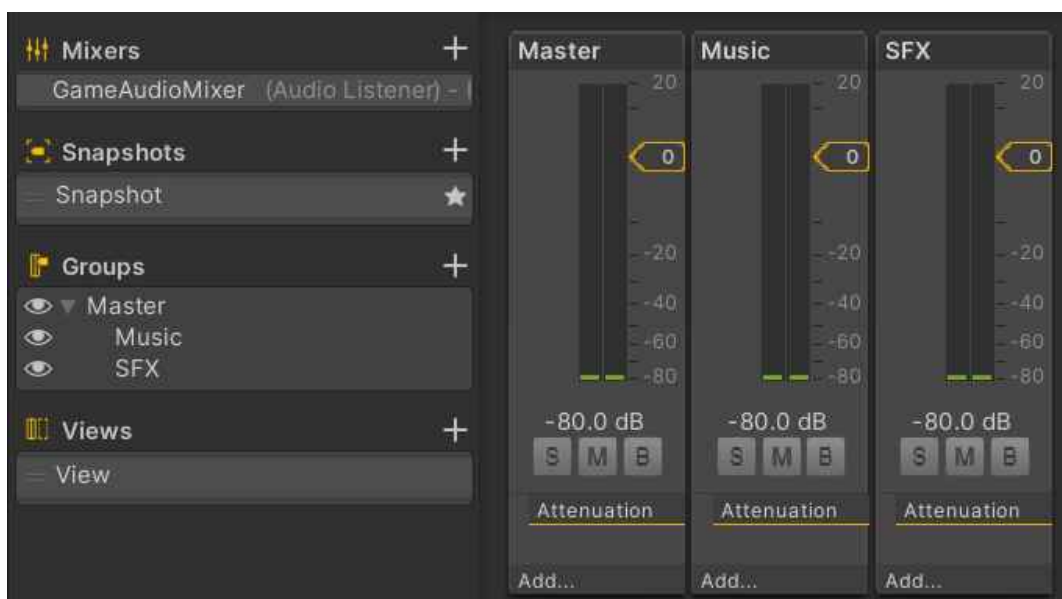 Mixers
GameAudioMixer (Audio Listener) -
Snapshots
Snapshot
Groups
Master
Music
SFX
Views
View
Master
20
0
-20
-40
-60
-80
-80.0 dB
S M B
Attenuation
Add...
Music
20
0
-20
-40
-60
-80
-80.0 dB
S M B
Attenuation
Add...
SFX
20
0
-20
-40
-60
-80
-80.0 dB
S M B
Attenuation
Add...